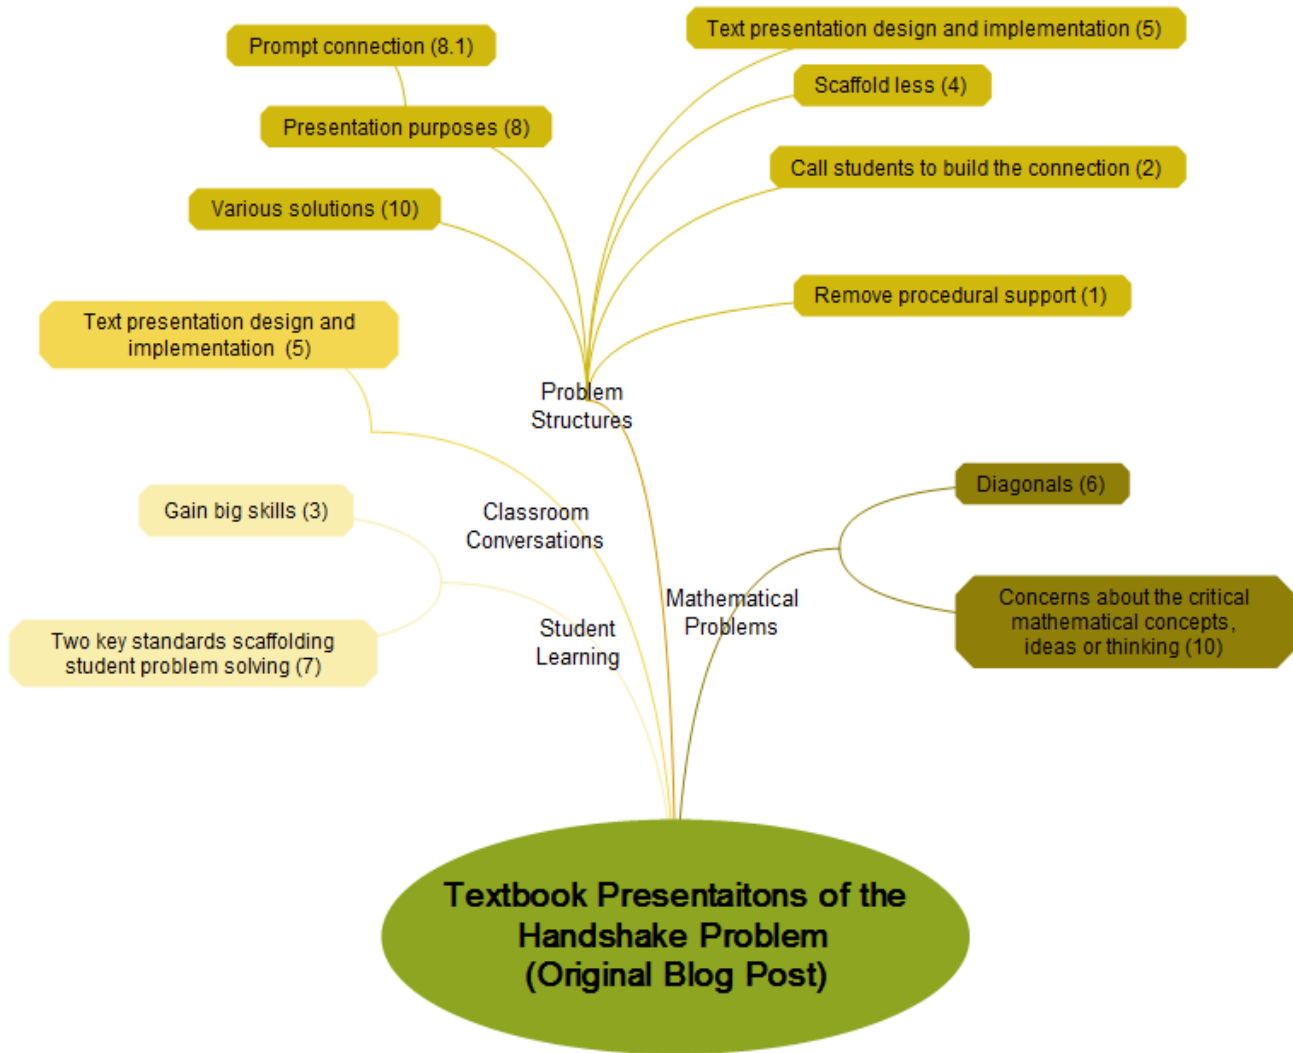 Text presentation design and implementation (5)
Prompt connection (8.1)
Scaffold less (4)
Presentation purposes (8)
Call students to build the connection (2)
Various solutions (10)
Remove procedural support (1)
Text presentation design and
implementation (5)
Problem
Structures
Diagonals (6)
Gain big skills (3)
Classroom
Conversations
Concerns about the critical
mathematical concepts,
ideas or thinking (10)
Mathematical
Problems
Two key standards scaffolding
student problem solving (7)
Student
Learning
Textbook Presentaitons of the
Handshake Problem
(Original Blog Post)